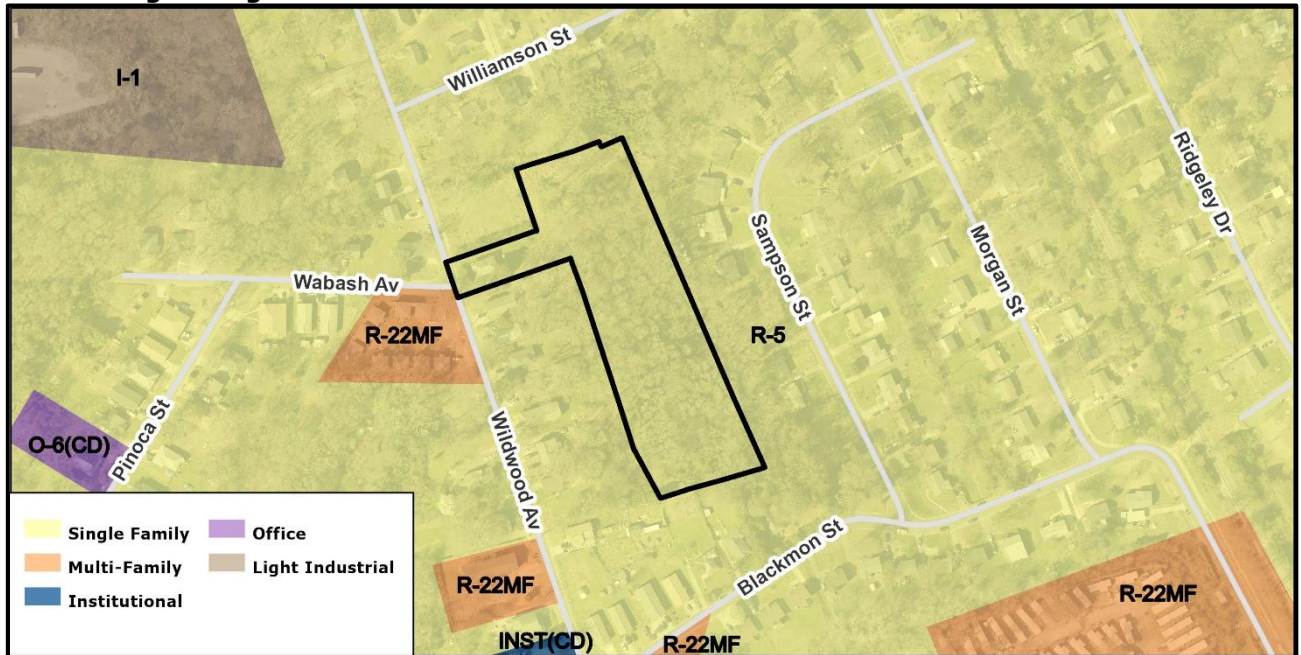 I-1
Williamson St
Ridgeley Dr
Sampson St
Morgan St
Wabash Av
R-22MF
R-5
O-6(CD)
Pinoca St
Wildwood Av
Single Family
Office
Multi-Family
Light Industrial
Institutional
Blackmon St
R-22MF
R-22MF
INST(CD)
R-22MF